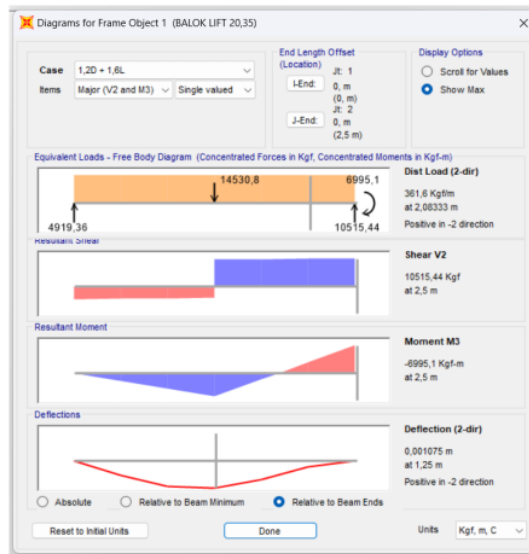 Diagrams for Frame Object 1 (BALOK LIFT 20,35)
Case 1,2D + 1,6L
Items Major (V2 and M3) Single valued
End Length Offset
(Location)
I-End: Jt: 1
0, m
(0, m)
J-End: Jt: 2
0, m
(2,5 m)
Display Options
Scroll for Values
Show Max
Equivalent Loads - Free Body Diagram (Concentrated Forces in Kgf, Concentrated Moments in Kgf-m)
14530,8 6995,1
4919,36 10515,44
Dist Load (2-dir)
361,6 Kgf/m
at 2,08333 m
Positive in -2 direction
Resultant Shear
Shear V2
10515,44 Kgf
at 2,5 m
Resultant Moment
Moment M3
-6995,1 Kgf-m
at 2,5 m
Deflections
Deflection (2-dir)
0,001075 m
at 1,25 m
Positive in -2 direction
Absolute Relative to Beam Minimum Relative to Beam Ends
Reset to Initial Units Done Units Kgf, m, C